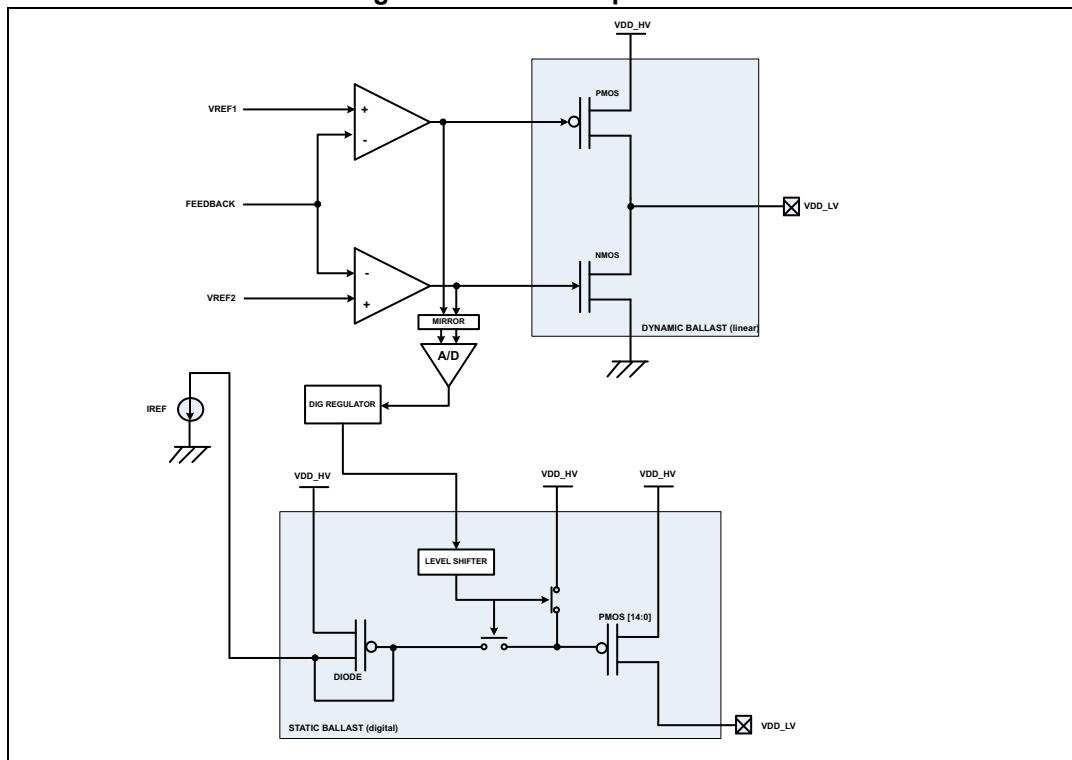 VDD_HV
PMOS
VREF1
+
-
FEEDBACK
VDD_LV
NMOS
-
VREF2
+
MIRROR
DYNAMIC BALLAST (linear)
A/D
DIG REGULATOR
IREF
VDD_HV
VDD_HV
VDD_HV
LEVEL SHIFTER
PMOS [14:0]
DIODE
STATIC BALLAST (digital)
VDD_LV